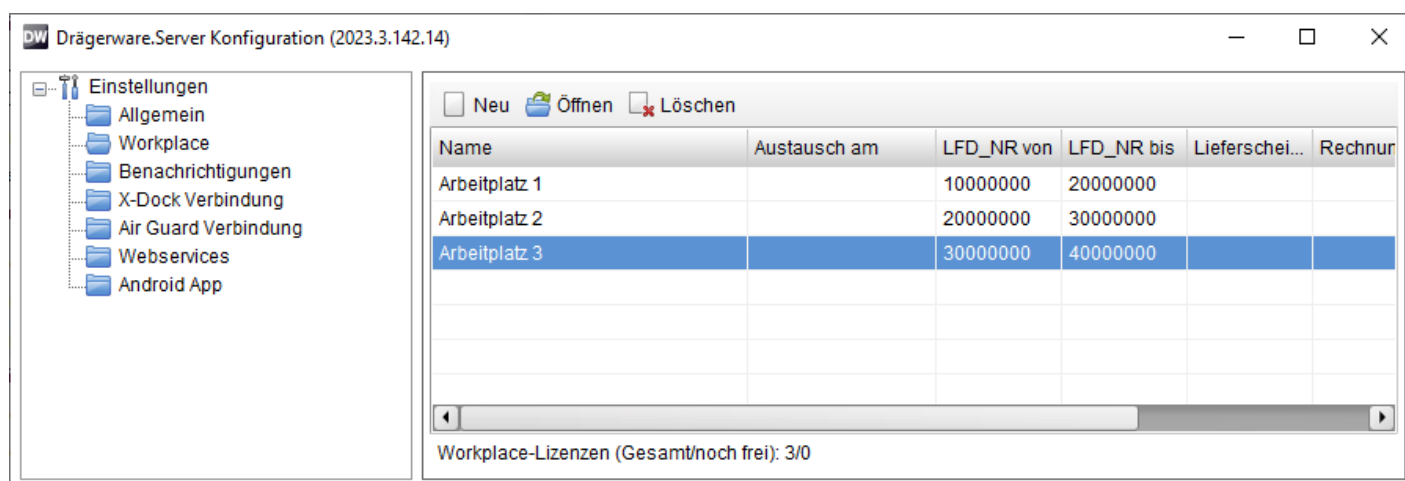 DW Drägerware.Server Konfiguration (2023.3.142.14)
Einstellungen
Allgemein
Workplace
Benachrichtigungen
X-Dock Verbindung
Air Guard Verbindung
Webservices
Android App
Neu Öffnen Löschen
Name Austausch am LFD_NR von LFD_NR bis Lieferschei... Rechnur
Arbeitplatz 1 10000000 20000000
Arbeitplatz 2 20000000 30000000
Arbeitplatz 3 30000000 40000000
Workplace-Lizenzen (Gesamt/noch frei): 3/0